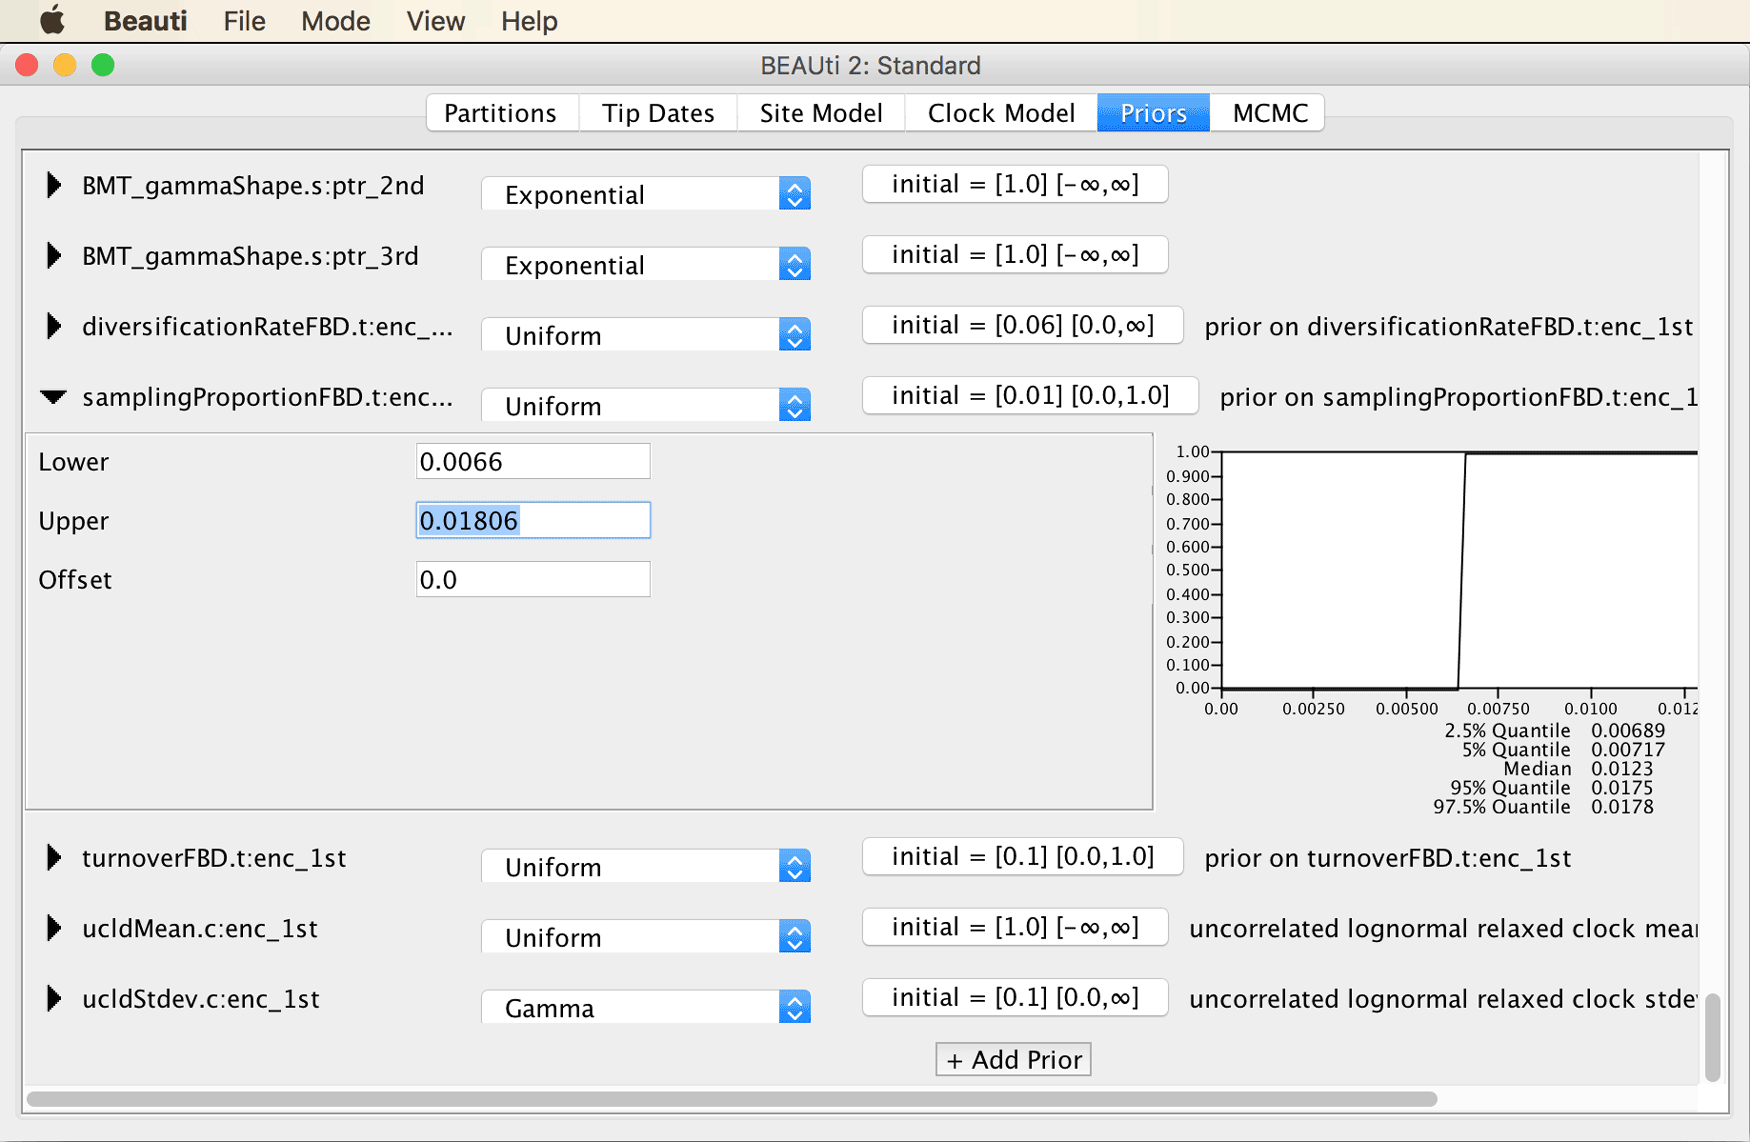 Beauti File Mode View Help
BEAUti 2: Standard
Partitions Tip Dates Site Model Clock Model Priors MCMC
BMT_gammaShape.s:ptr_2nd Exponential initial = [1.0] [-∞,∞]
BMT_gammaShape.s:ptr_3rd Exponential initial = [1.0] [-∞,∞]
diversificationRateFBD.t:enc_... Uniform initial = [0.06] [0.0,∞] prior on diversificationRateFBD.t:enc_1st
samplingProportionFBD.t:enc... Uniform initial = [0.01] [0.0,1.0] prior on samplingProportionFBD.t:enc_1
Lower 0.0066
Upper 0.01806
Offset 0.0
1.00
0.900
0.800
0.700
0.600
0.500
0.400
0.300
0.200
0.100
0.00
0.00 0.00250 0.00500 0.00750 0.0100 0.012
2.5% Quantile 0.00689
5% Quantile 0.00717
Median 0.0123
95% Quantile 0.0175
97.5% Quantile 0.0178
turnoverFBD.t:enc_1st Uniform initial = [0.1] [0.0,1.0] prior on turnoverFBD.t:enc_1st
ucldMean.c:enc_1st Uniform initial = [1.0] [-∞,∞] uncorrelated lognormal relaxed clock mean
ucldStdev.c:enc_1st Gamma initial = [0.1] [0.0,∞] uncorrelated lognormal relaxed clock stdev
+ Add Prior